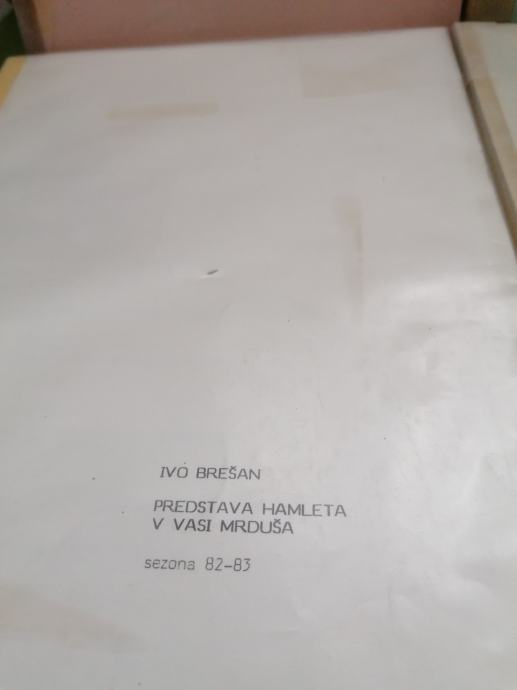 IVO BREŠAN
PREDSTAVA HAMLETA
V VASI MRDUŠA
sezona 82-83